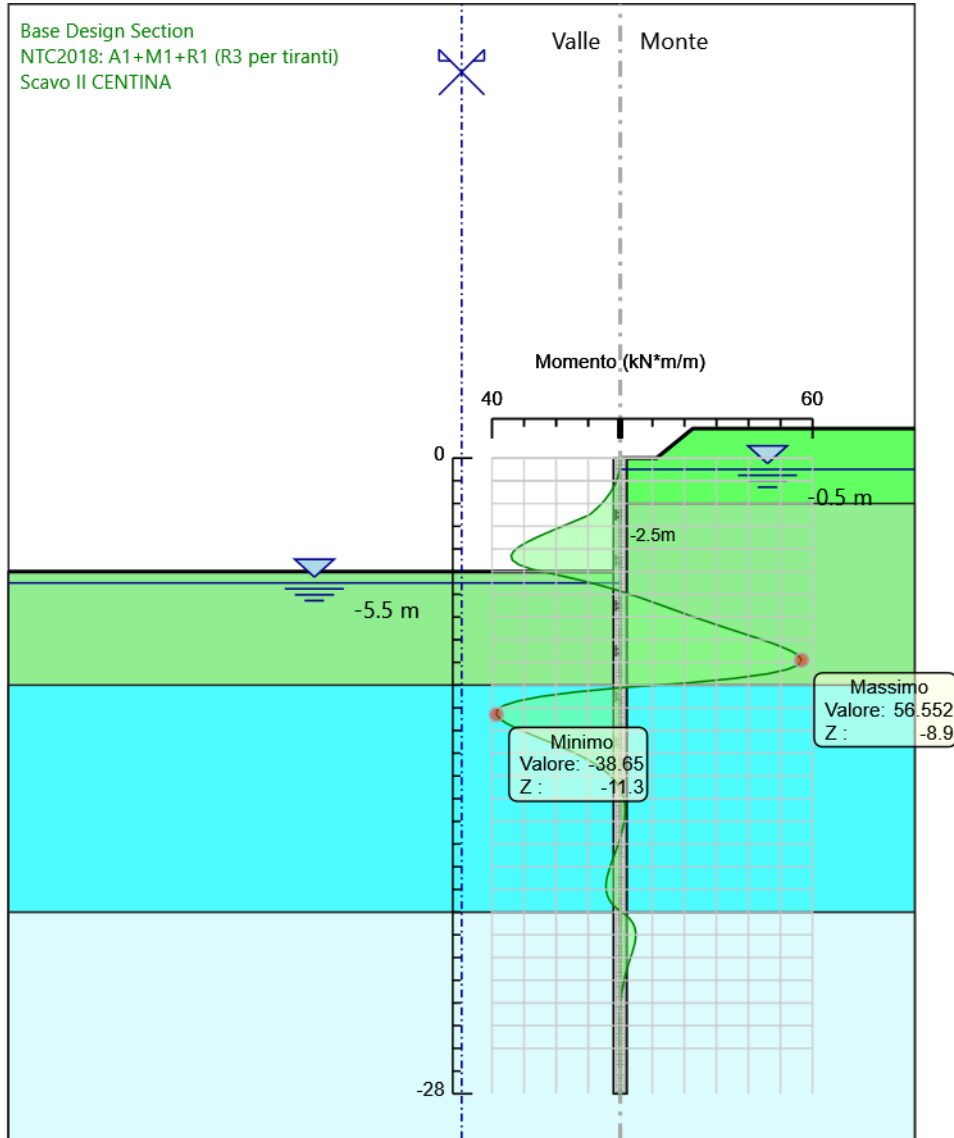 Base Design Section
NTC2018: A1+M1+R1 (R3 per tiranti)
Scavo II CENTINA
Valle
Monte
Momento (kN*m/m)
40
60
0
-0.5 m
-2.5m
-5.5 m
Massimo
Valore: 56.552
Z : -8.9
Minimo
Valore: -38.65
Z : -11.3
-28